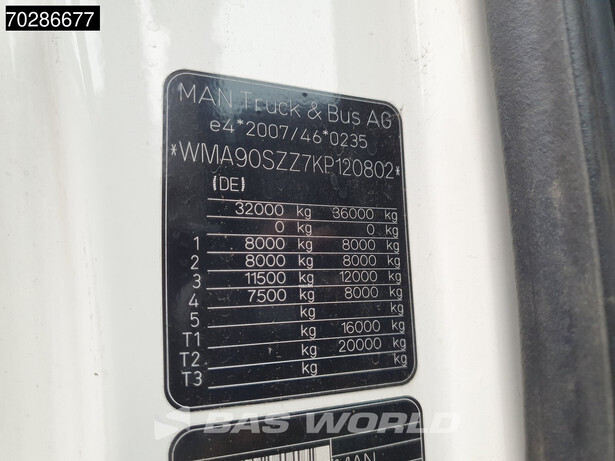 70286677
MAN Truck & Bus AG
e4*2007/46*0235
*WMA90SZZ7KP120802*
(DE)
32000 kg 36000 kg
0 kg 0 kg
1 8000 kg 8000 kg
2 8000 kg 8000 kg
3 11500 kg 12000 kg
4 7500 kg 8000 kg
5 kg kg
T1 kg 16000 kg
T2 kg 20000 kg
T3 kg kg
BAS WORLD
MAN